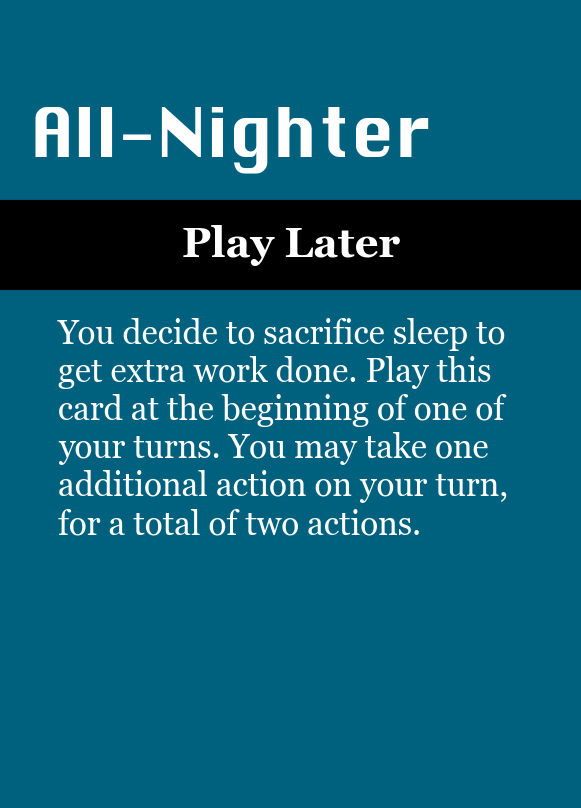 All-Nighter
Play Later
You decide to sacrifice sleep to
get extra work done. Play this
card at the beginning of one of
your turns. You may take one
additional action on your turn,
for a total of two actions.